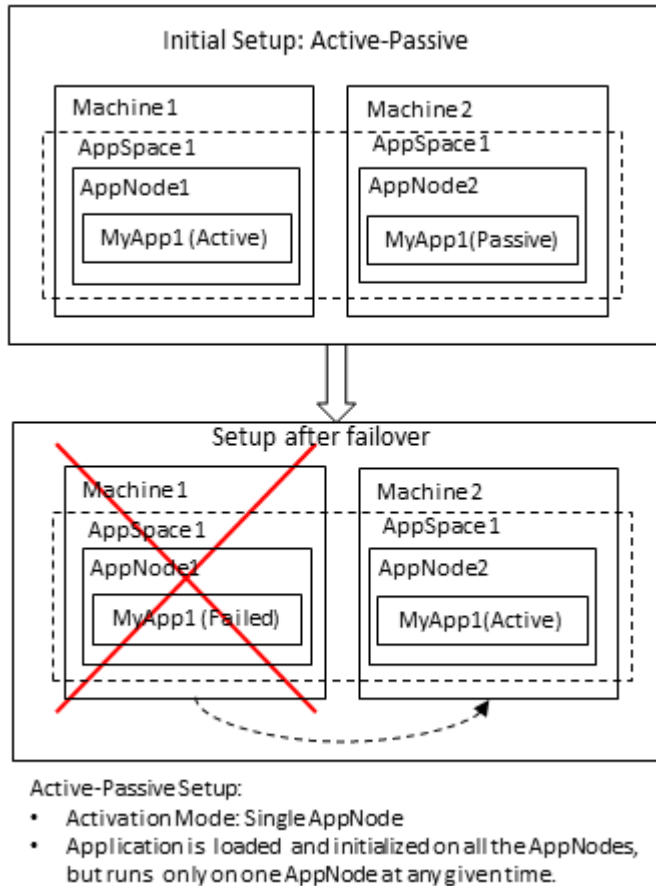 Initial Setup: Active-Passive
Machine1
Machine2
AppSpace1
AppSpace1
AppNode1
AppNode2
MyApp1 (Active)
MyApp1(Passive)
Setup after failover
Machine1
Machine2
AppSpace1
AppSpace1
AppNode1
AppNode2
MyApp1 (Failed)
MyApp1(Active)
Active-Passive Setup:
• Activation Mode: Single AppNode
• Application is loaded and initialized on all the AppNodes,
but runs only on one AppNode at any given time.